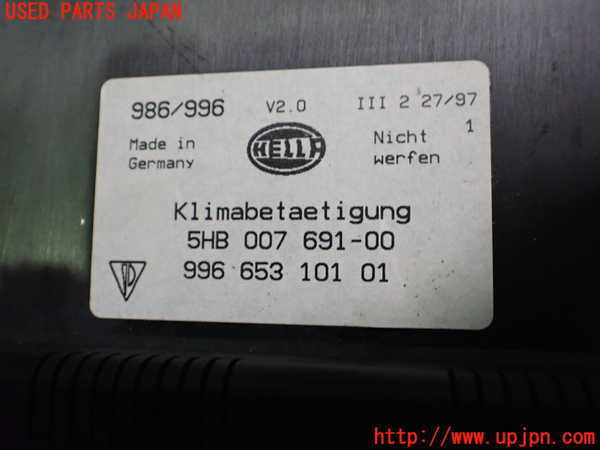 USED PARTS JAPAN
986/996 V2.0 III 2 27/97
1
Made in
Germany
HELLA
Nicht
werfen
Klimabetaetigung
5HB 007 691-00
996 653 101 01
http://www.upjpn.com